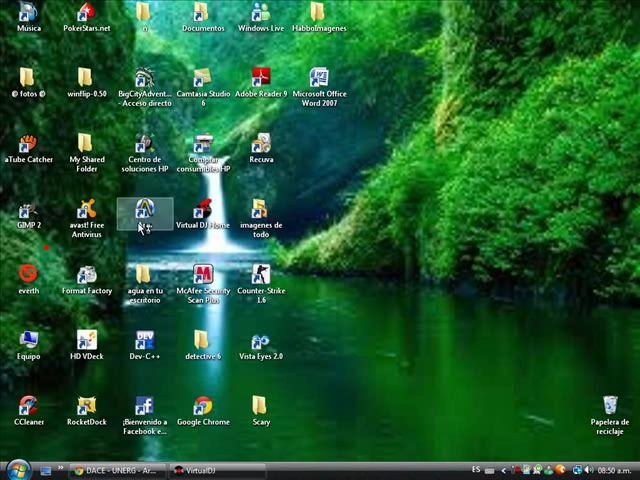 Música
PokerStars.net
n
Documentos
Windows Live
HabboImagenes
© fotos ©
winflip-0.50
BigCityAdvent...
- Acceso directo
Camtasia Studio
6
Adobe Reader 9
Microsoft Office
Word 2007
aTube Catcher
My Shared
Folder
Centro de
soluciones HP
Comprar
consumibles HP
Recuva
GIMP 2
avast! Free
Antivirus
Virtual DJ Home
imagenes de
todo
everth
Format Factory
agua en tu
escritorio
McAfee Security
Scan Plus
Counter-Strike
1.6
Equipo
HD VDeck
DEV
Dev-C++
detective 6
Vista Eyes 2.0
CCleaner
RocketDock
¡Bienvenido a
Facebook e...
Google Chrome
Scary
Papelera de
reciclaje
DACE - UNERG - Ar...
VirtualDJ
ES
08:50 a.m.